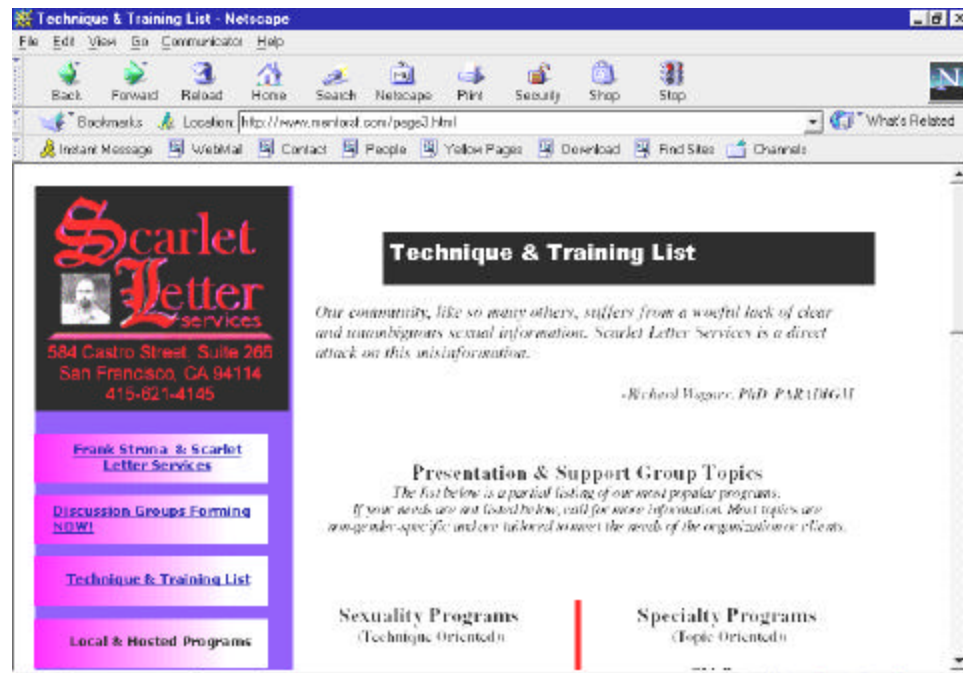 Technique & Training List - Netscape
File Edit View Go Communicator Help
Back Forward Reload Home Search Netscape Print Security Shop Stop
Bookmarks Location: http://www.mentorsf.com/page3.html What's Related
Instant Message WebMail Contact People Yellow Pages Download Find Sites Channels
Scarlet
Letter
services
584 Castro Street, Suite 266
San Francisco, CA 94114
415-621-4145
Frank Strona & Scarlet
Letter Services
Discussion Groups Forming
NOW!
Technique & Training List
Local & Hosted Programs
Technique & Training List
Our community, like so many others, suffers from a woeful lack of clear
and unambiguous sexual information. Scarlet Letter Services is a direct
attack on this misinformation.
-Richard Wagner, PhD, PARADIGM
Presentation & Support Group Topics
The list below is a partial listing of our most popular programs.
If your needs are not listed below, call for more information. Most topics are
non-gender-specific and are tailored to meet the needs of the organization or clients.
Sexuality Programs
(Technique Oriented)
Specialty Programs
(Topic Oriented)